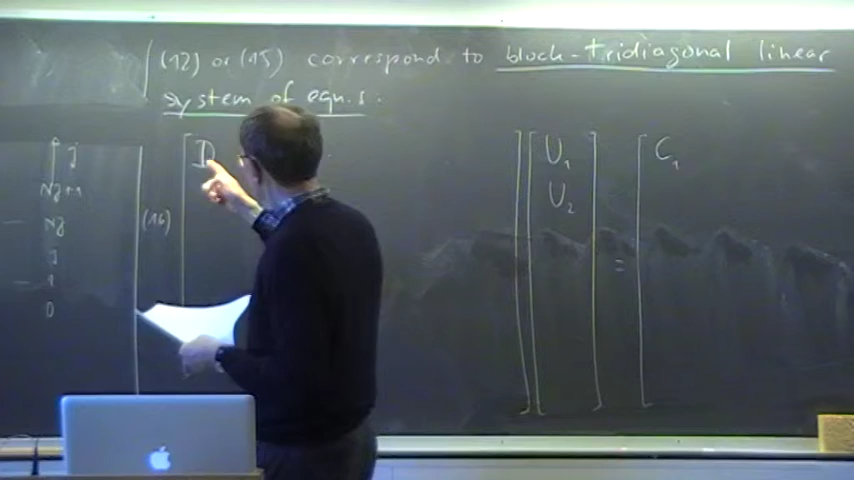 (12) or (15) correspond to block-tridiagonal linear
system of eqn.s.
j
Nj+1
Nj
j
1
0
(16)
D
U₁
U₂
=
C₁